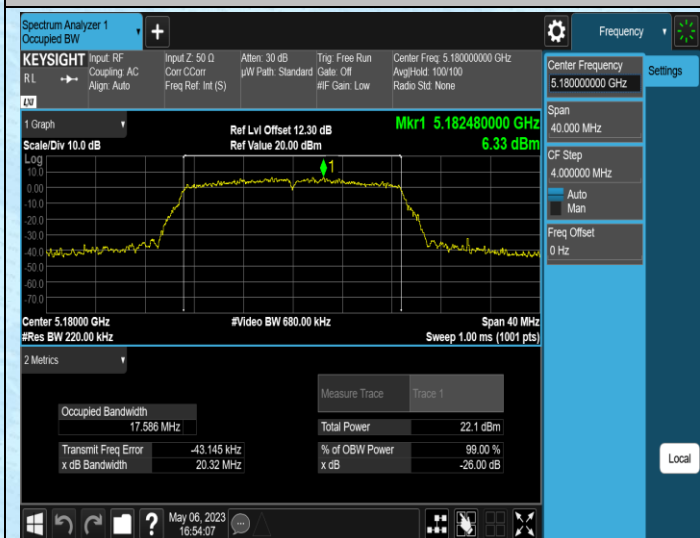 Spectrum Analyzer 1
Occupied BW
+
Frequency
KEYSIGHT
RL
LXI
Input: RF
Coupling: AC
Align: Auto
Input Z: 50 Ω
Corr CCorr
Freq Ref: Int (S)
Atten: 30 dB
µW Path: Standard
Trig: Free Run
Gate: Off
#IF Gain: Low
Center Freq: 5.180000000 GHz
Avg|Hold: 100/100
Radio Std: None
Center Frequency
5.180000000 GHz
Settings
Span
40.000 MHz
CF Step
4.000000 MHz
Auto
Man
Freq Offset
0 Hz
Local
1 Graph
Scale/Div 10.0 dB
Ref Lvl Offset 12.30 dB
Ref Value 20.00 dBm
Mkr1 5.182480000 GHz
6.33 dBm
Log
10.0
0.00
-10.0
-20.0
-30.0
-40.0
-50.0
-60.0
-70.0
1
Center 5.18000 GHz
#Res BW 220.00 kHz
#Video BW 680.00 kHz
Span 40 MHz
Sweep 1.00 ms (1001 pts)
2 Metrics
Measure Trace Trace 1
Occupied Bandwidth
17.586 MHz
Total Power 22.1 dBm
Transmit Freq Error -43.145 kHz
% of OBW Power 99.00 %
x dB Bandwidth 20.32 MHz
x dB -26.00 dB
?
May 06, 2023
16:54:07